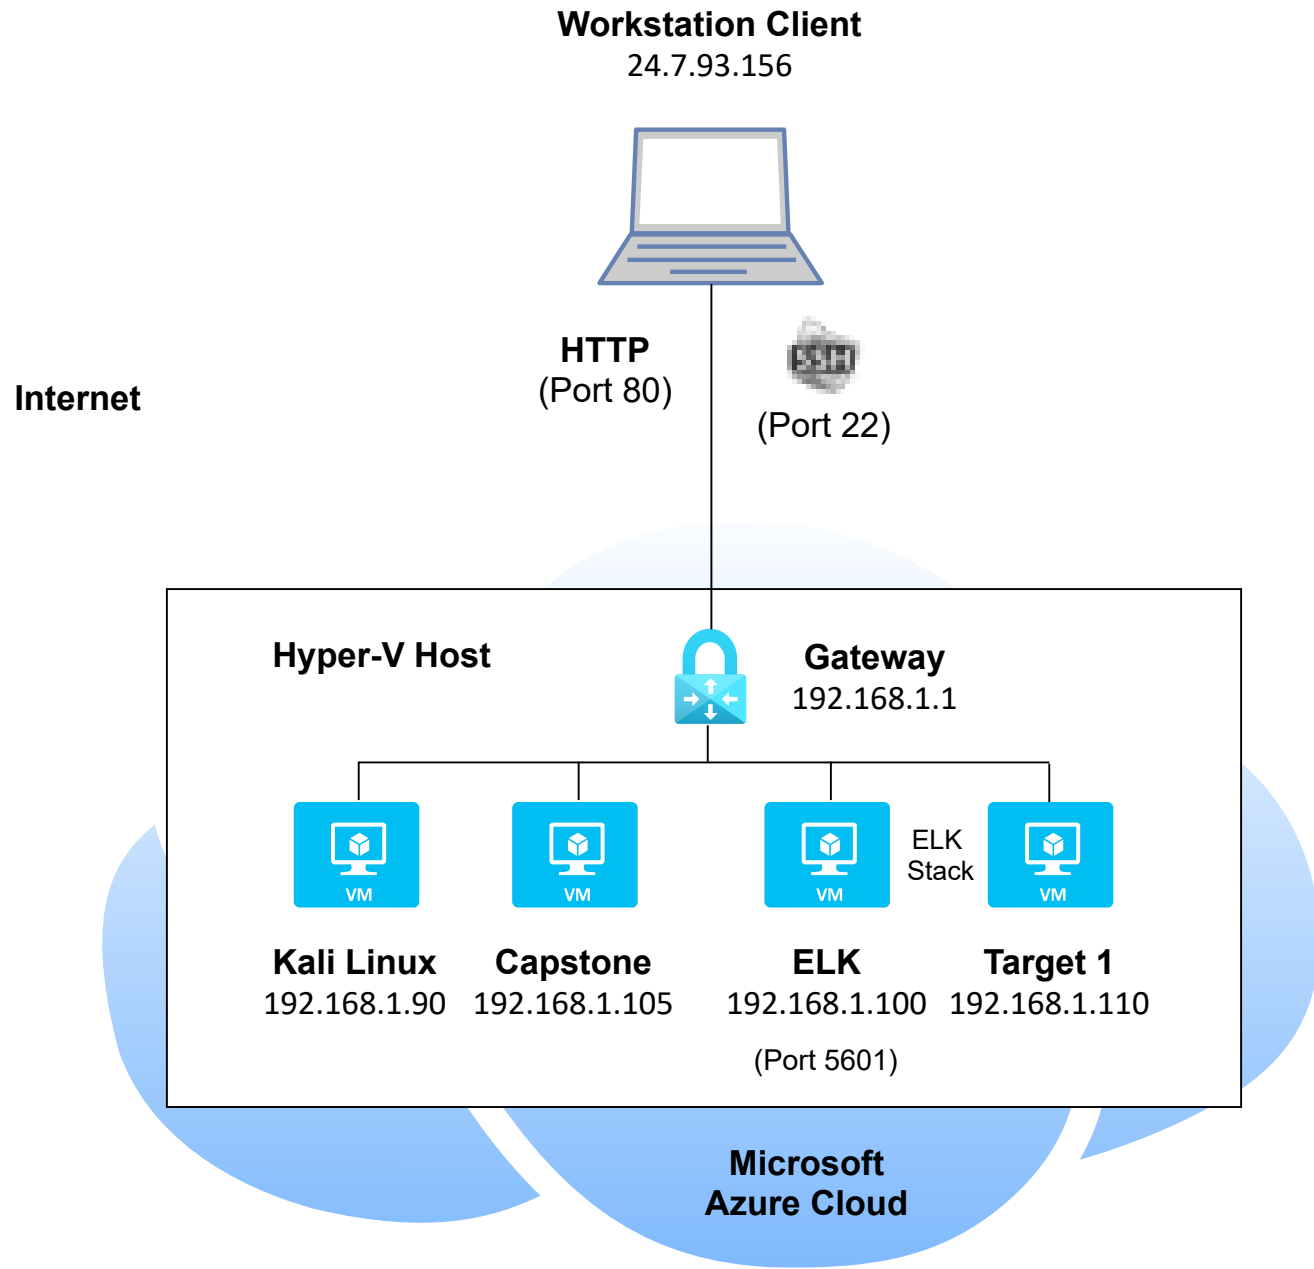 Workstation Client
24.7.93.156
HTTP
(Port 80)
SSH
(Port 22)
Internet
Hyper-V Host
Gateway
192.168.1.1
VM
VM
VM
ELK
Stack
VM
Kali Linux
192.168.1.90
Capstone
192.168.1.105
ELK
192.168.1.100
(Port 5601)
Target 1
192.168.1.110
Microsoft
Azure Cloud